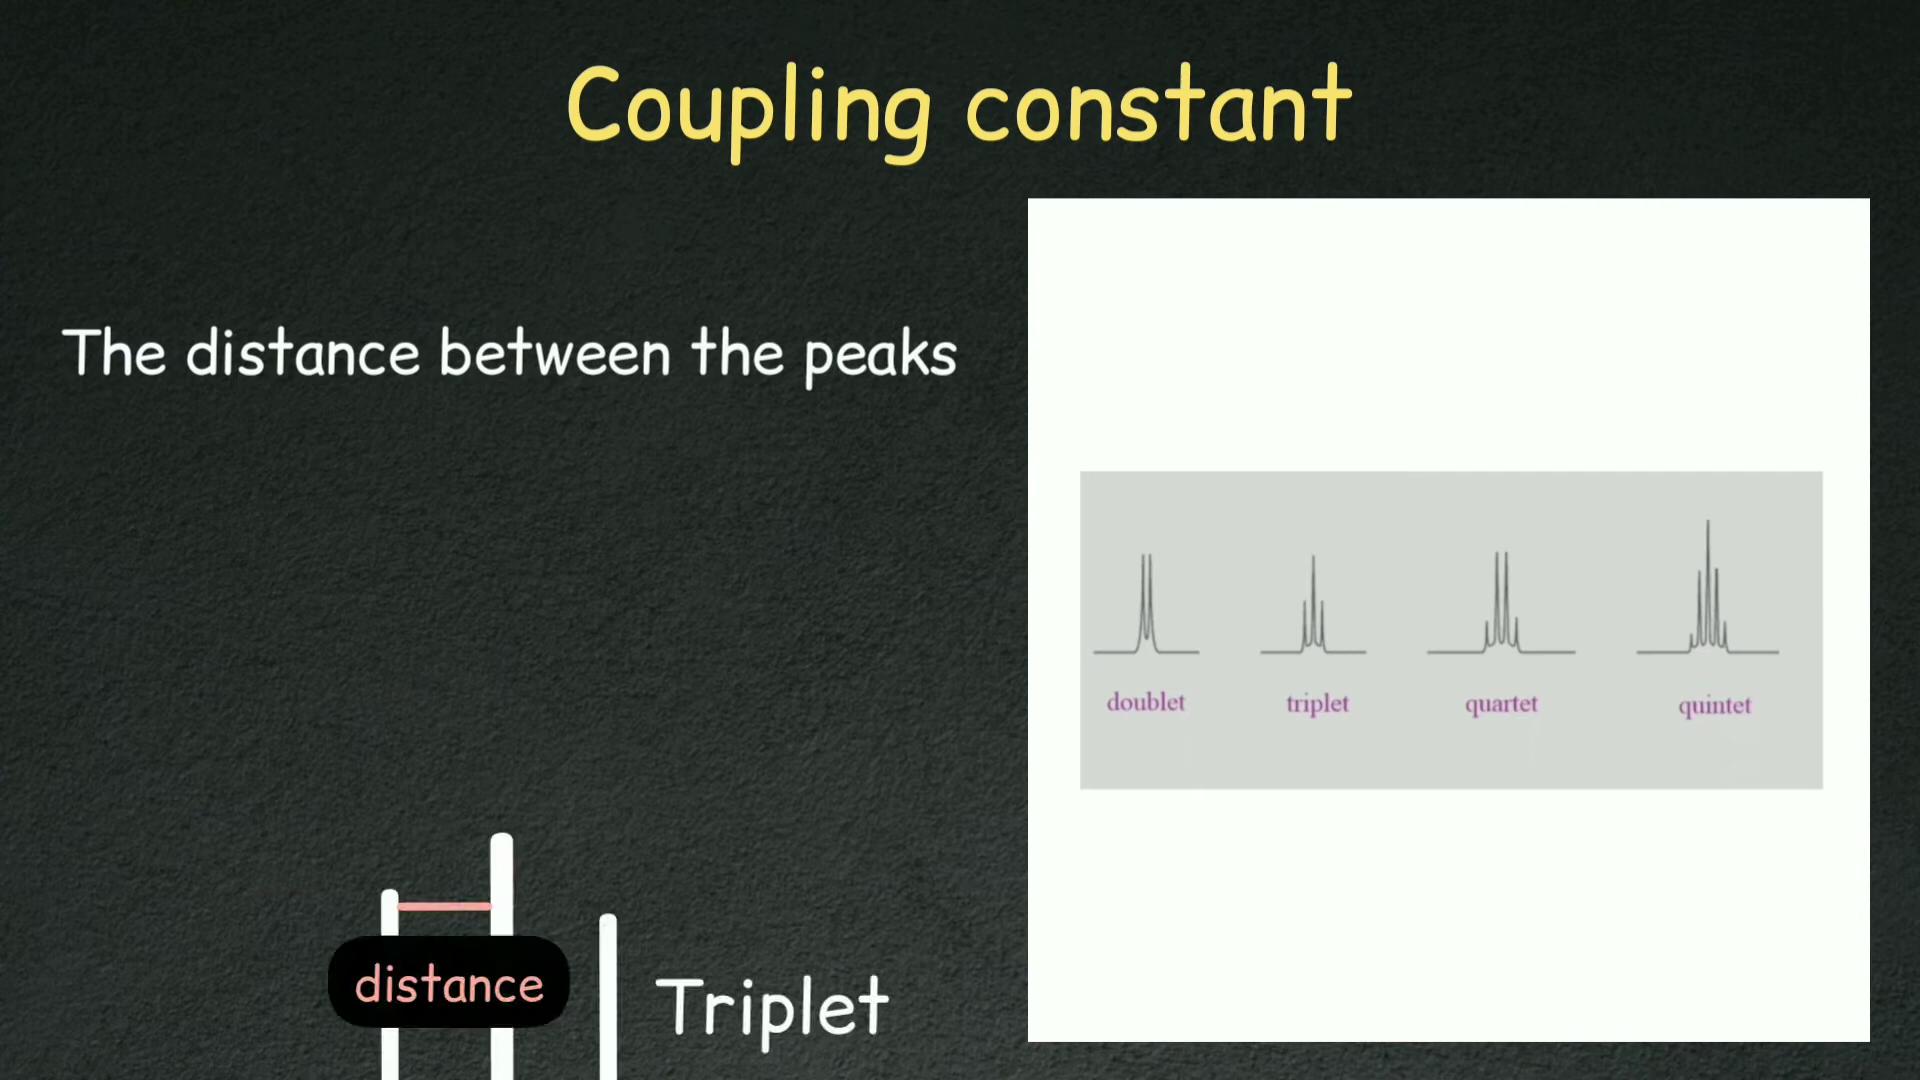 Coupling constant
The distance between the peaks
doublet triplet quartet quintet
distance
Triplet